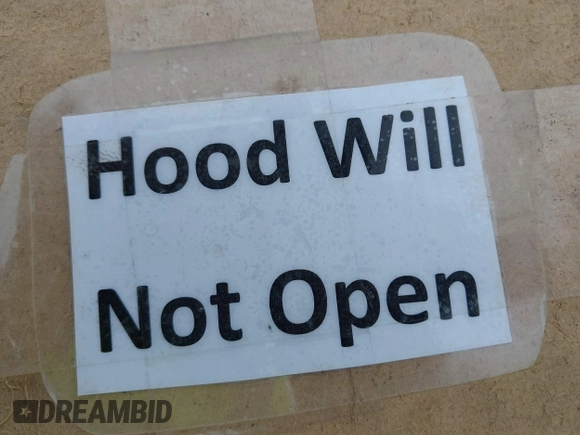 Hood Will
Not Open
DREAMBID